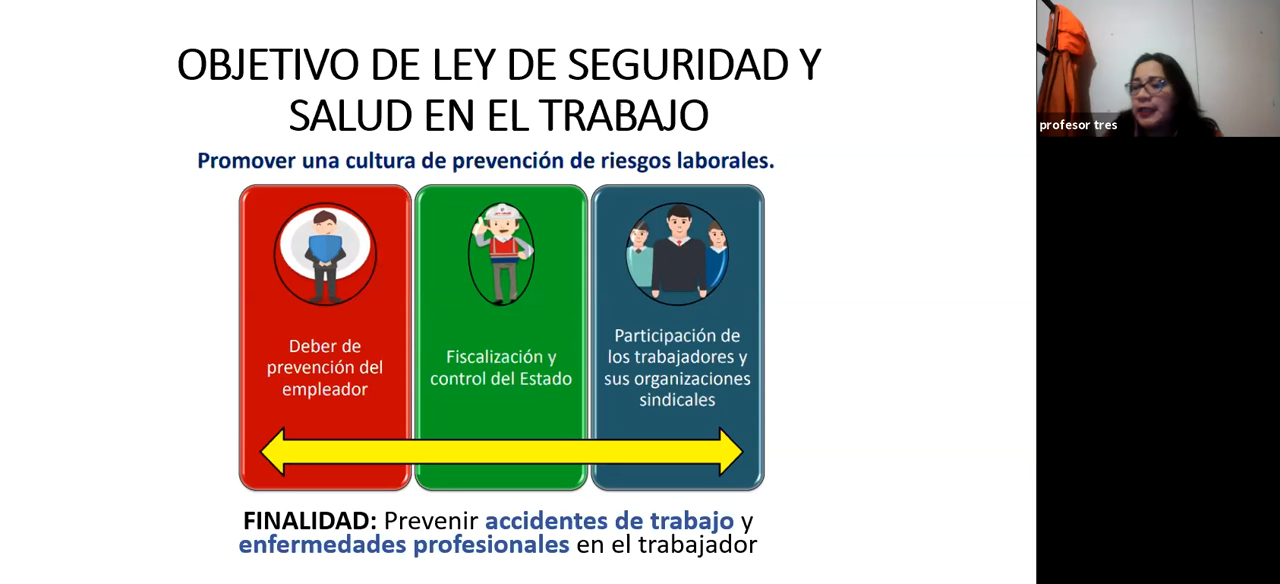 OBJETIVO DE LEY DE SEGURIDAD Y
SALUD EN EL TRABAJO
Promover una cultura de prevención de riesgos laborales.
Deber de
prevención del
empleador
Fiscalización y
control del Estado
Participación de
los trabajadores y
sus organizaciones
sindicales
FINALIDAD: Prevenir accidentes de trabajo y
enfermedades profesionales en el trabajador
profesor tres